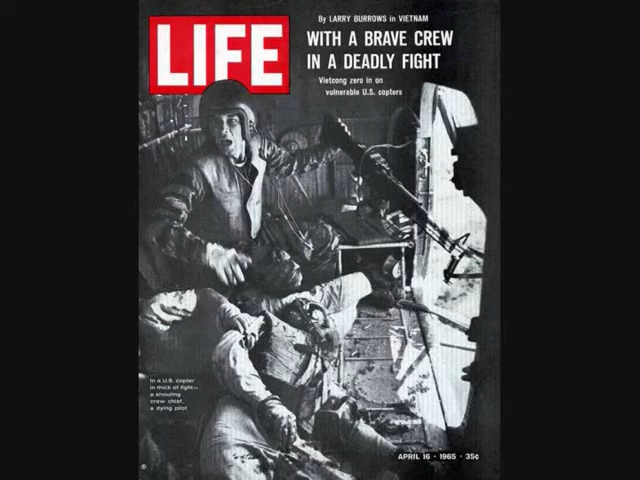 LIFE
By LARRY BURROWS in VIETNAM
WITH A BRAVE CREW
IN A DEADLY FIGHT
Vietcong zero in on
vulnerable U.S. copters
In a U.S. copter
in thick of fight—
a shouting
crew chief,
a dying pilot
APRIL 16 · 1965 · 35¢